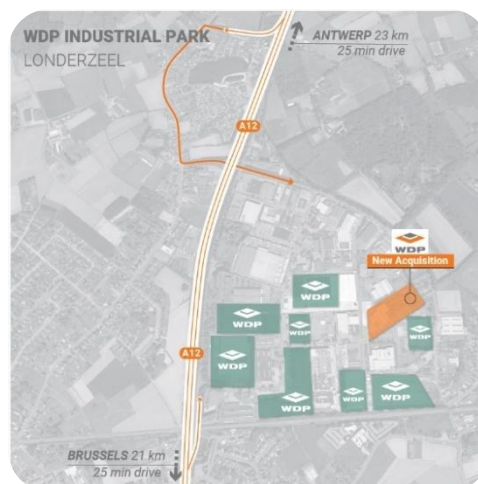 WDP INDUSTRIAL PARK
LONDERZEEL
ANTWERP 23 km
25 min drive
A12
WDP
New Acquisition
WDP
WDP
WDP
WDP
A12
WDP
WDP
WDP
WDP
BRUSSELS 21 km
25 min drive